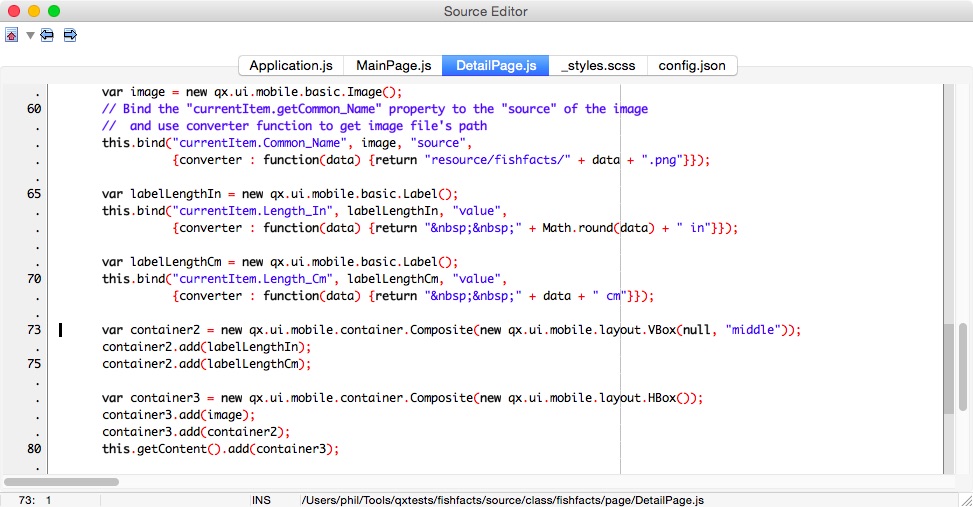 Source Editor
Application.js MainPage.js DetailPage.js _styles.scss config.json
. var image = new qx.ui.mobile.basic.Image();
60 // Bind the "currentItem.getCommon_Name" property to the "source" of the image
. //  and use converter function to get image file's path
. this.bind("currentItem.Common_Name", image, "source",
. {converter : function(data) {return "resource/fishfacts/" + data + ".png"}});
.
65 var labelLengthIn = new qx.ui.mobile.basic.Label();
. this.bind("currentItem.Length_In", labelLengthIn, "value",
. {converter : function(data) {return "&nbsp;&nbsp;" + Math.round(data) + " in"}});
.
. var labelLengthCm = new qx.ui.mobile.basic.Label();
70 this.bind("currentItem.Length_Cm", labelLengthCm, "value",
. {converter : function(data) {return "&nbsp;&nbsp;" + data + " cm"}});
.
73 var container2 = new qx.ui.mobile.container.Composite(new qx.ui.mobile.layout.VBox(null, "middle"));
. container2.add(labelLengthIn);
75 container2.add(labelLengthCm);
.
. var container3 = new qx.ui.mobile.container.Composite(new qx.ui.mobile.layout.HBox());
. container3.add(image);
. container3.add(container2);
80 this.getContent().add(container3);
.
73: 1 INS /Users/phil/Tools/qxtests/fishfacts/source/class/fishfacts/page/DetailPage.js